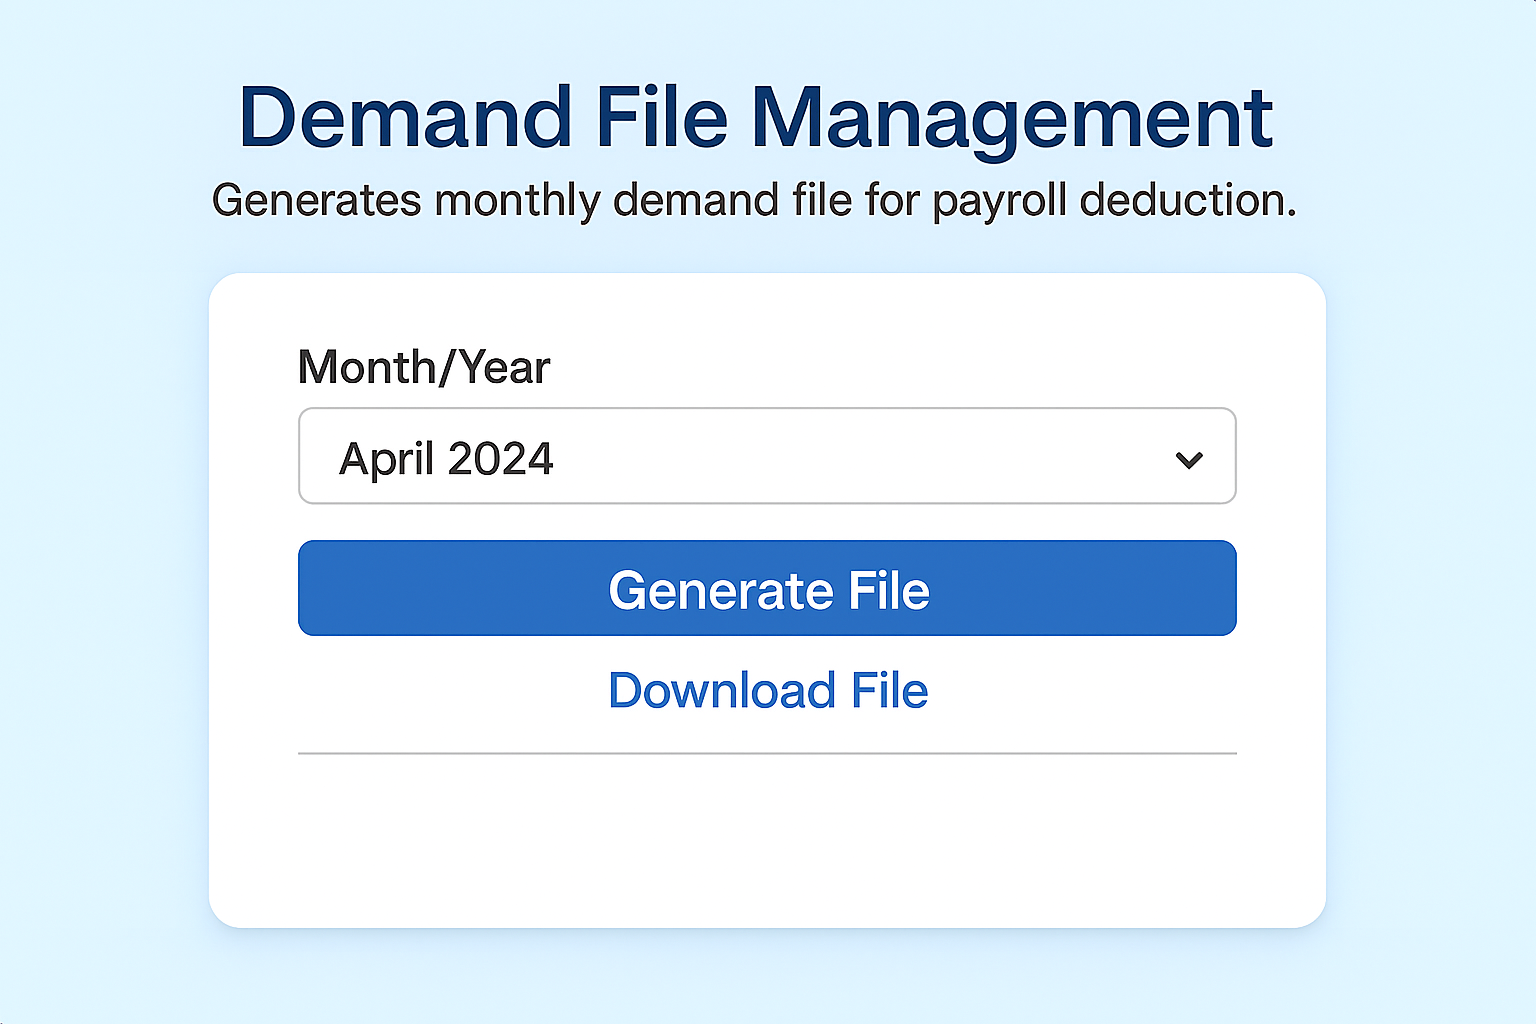 Demand File Management
Generates monthly demand file for payroll deduction.
Month/Year
April 2024
Generate File
Download File